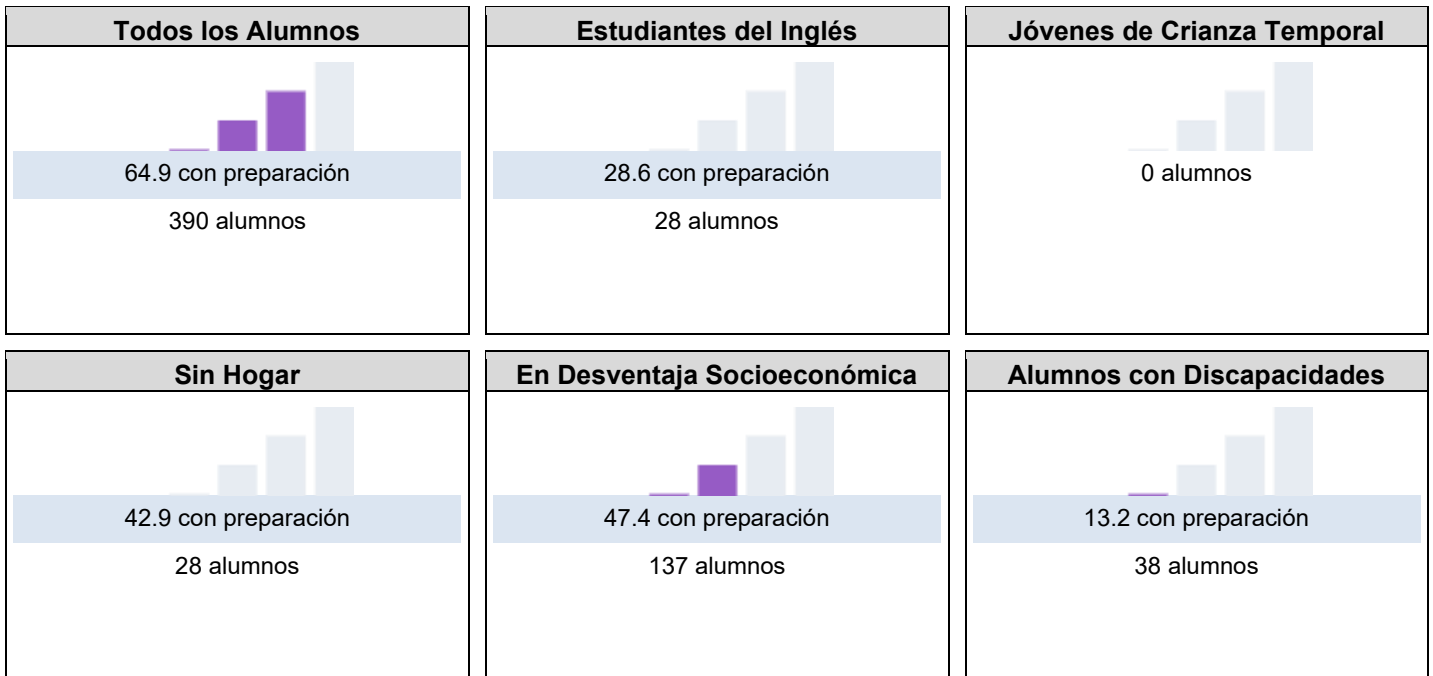 Todos los Alumnos
64.9 con preparación
390 alumnos
Estudiantes del Inglés
28.6 con preparación
28 alumnos
Jóvenes de Crianza Temporal
0 alumnos
Sin Hogar
42.9 con preparación
28 alumnos
En Desventaja Socioeconómica
47.4 con preparación
137 alumnos
Alumnos con Discapacidades
13.2 con preparación
38 alumnos